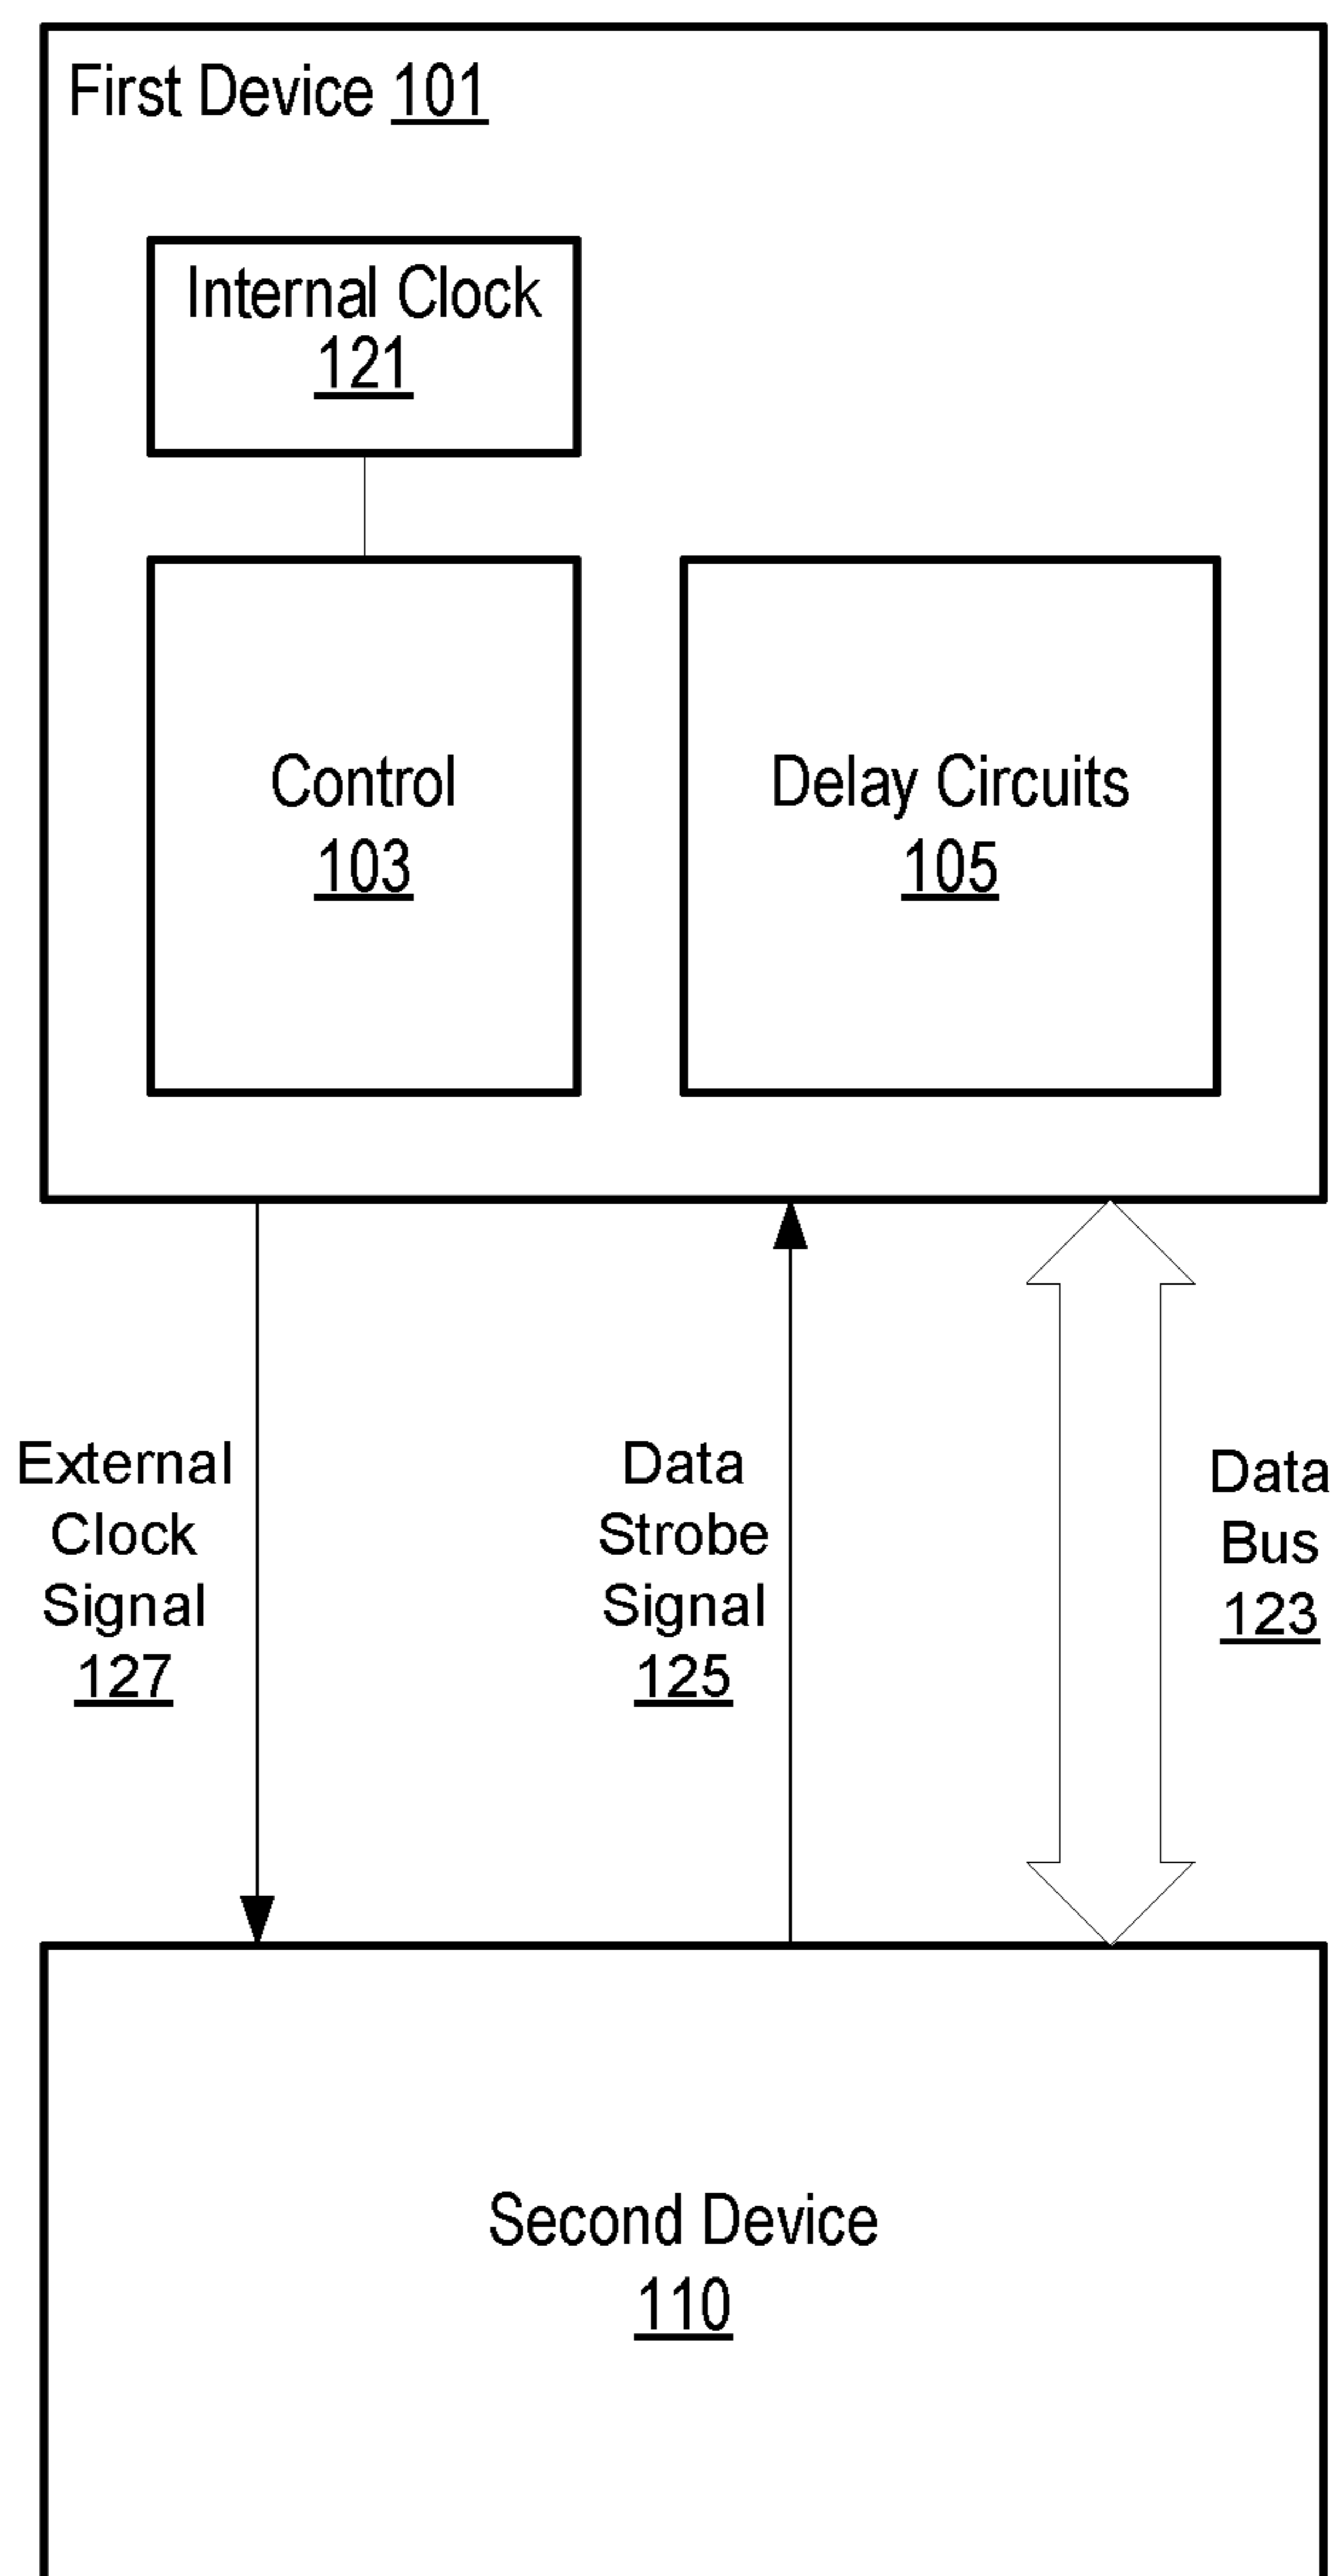 First Device 101
Internal Clock
121
Control
103
Delay Circuits
105
External
Clock
Signal
127
Data
Strobe
Signal
125
Data
Bus
123
Second Device
110